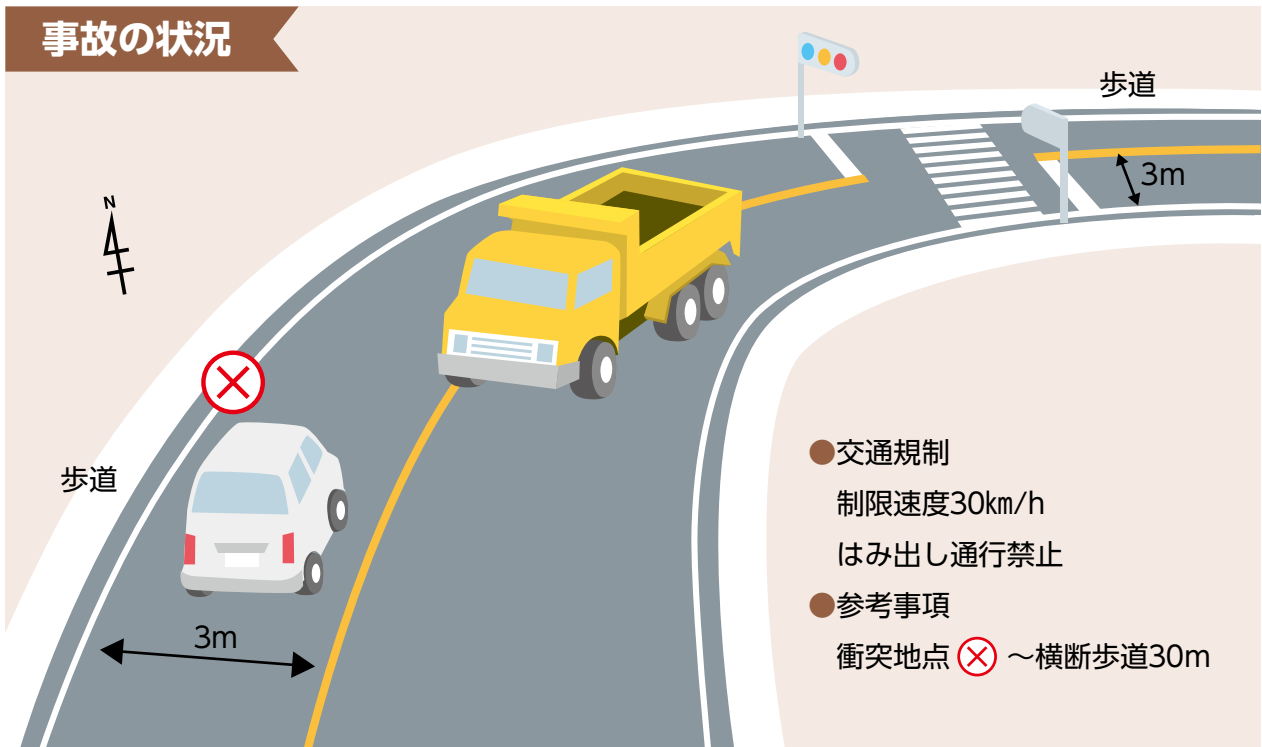 事故の状況
歩道
3m
N
歩道
3m
●交通規制
制限速度30km/h
はみ出し通行禁止
●参考事項
衝突地点 ～横断歩道30m